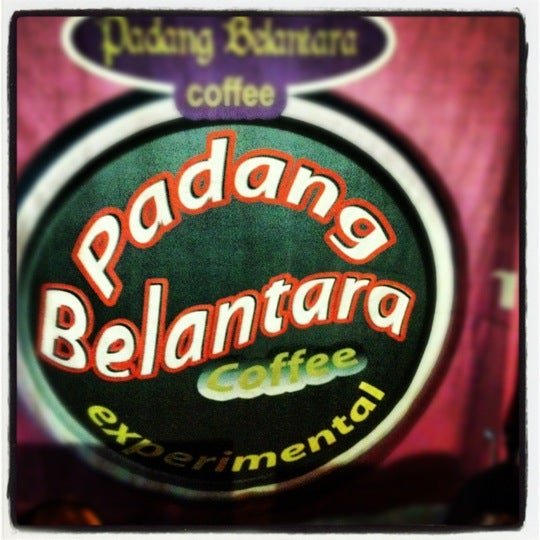 Padang Belantara
coffee
Padang
Belantara
Coffee
experimental